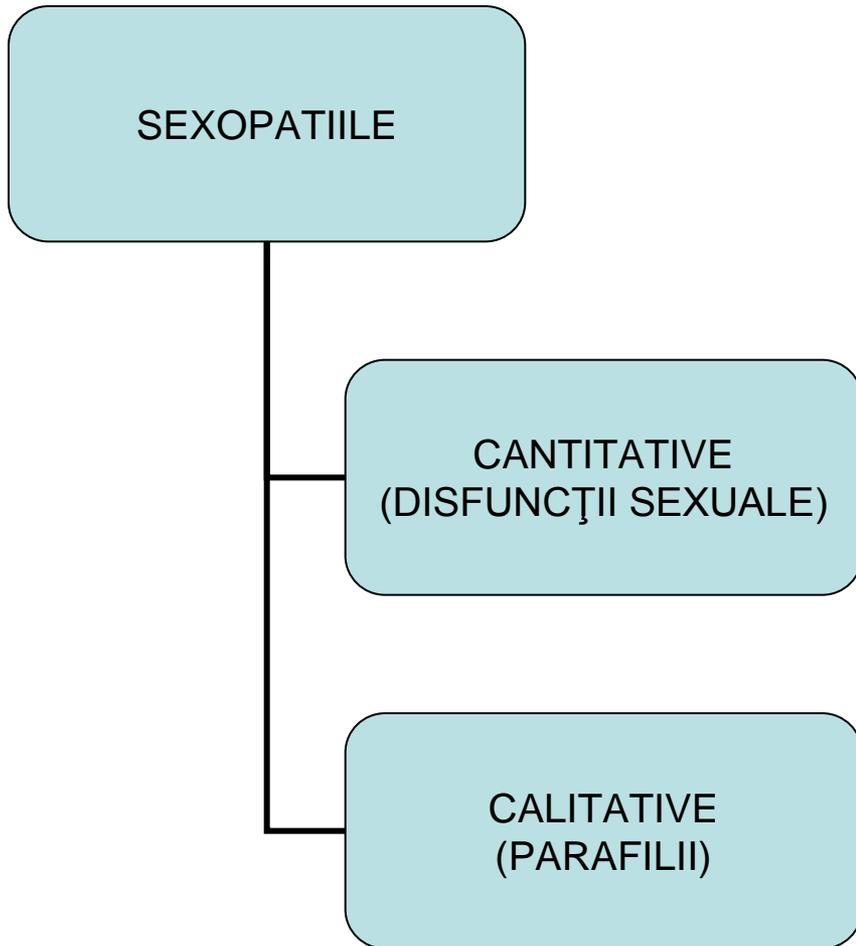 SEXOPATIILE
CANTITATIVE
(DISFUNCŢII SEXUALE)
CALITATIVE
(PARAFILII)